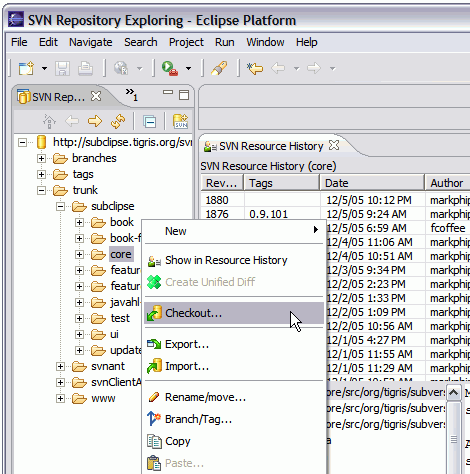 SVN Repository Exploring - Eclipse Platform
File Edit Navigate Search Project Run Window Help
SVN Rep... »1
http://subclipse.tigris.org/svn
branches
tags
trunk
subclipse
book
book-f
core
featur
featur
javahl
test
ui
update
svnant
svnClientA
www
SVN Resource History
SVN Resource History (core)
Rev... Tags Date Author
1880 12/5/05 10:12 PM markphip
1876 0.9.101 12/5/05 9:24 AM markphip
12/5/05 6:59 AM fcoffee
12/4/05 11:06 AM markphip
12/4/05 10:51 AM markphip
12/3/05 9:34 PM markphip
12/2/05 2:23 PM markphip
12/2/05 1:33 PM markphip
12/2/05 1:09 PM markphip
12/2/05 10:56 AM markphip
12/1/05 4:27 PM markphip
12/1/05 11:55 AM markphip
12/1/05 11:29 AM markphip
ore/src/org/tigris/subvers
ore/src/org/tigris/subvers
ore/src/org/tigris/subvers
a
New
Show in Resource History
Create Unified Diff
Checkout...
Export...
Import...
Rename/move...
Branch/Tag...
Copy
Paste...